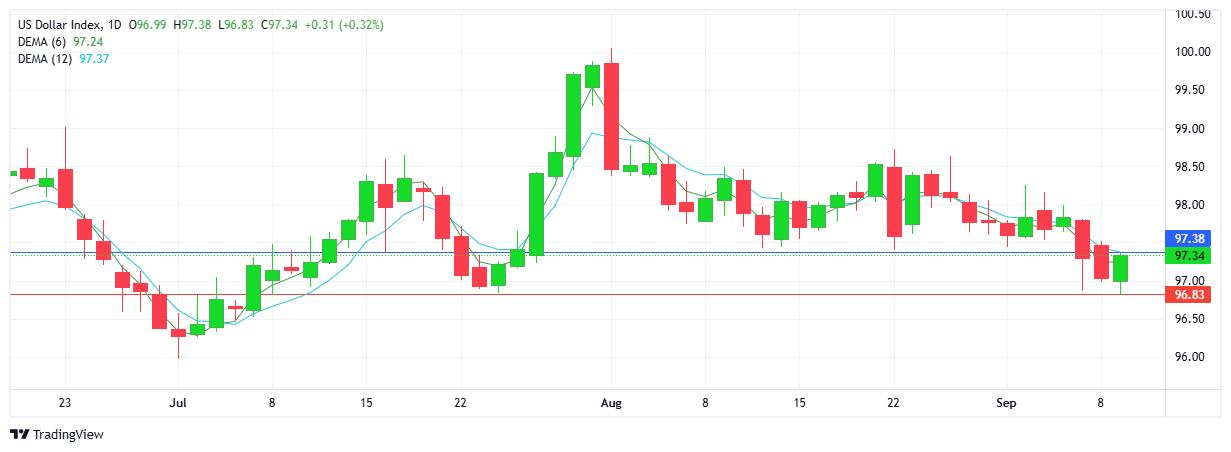 US Dollar Index, 1D O96.99 H97.38 L96.83 C97.34 +0.31 (+0.32%)
DEMA (6) 97.24
DEMA (12) 97.37
100.50
100.00
99.50
99.00
98.50
98.00
97.38
97.34
97.00
96.83
96.50
96.00
23 Jul 8 15 22 Aug 8 15 22 Sep 8
TradingView